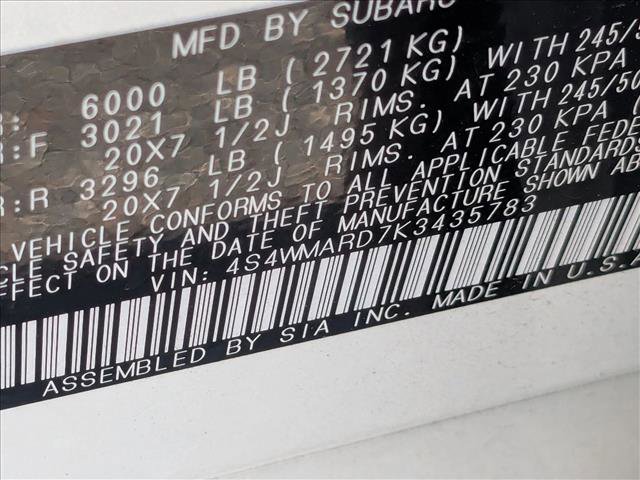 MFD BY SUBARU
R: 6000 LB ( 2721 KG)
R:F 3021 LB ( 1370 KG) WITH 245/5
20X7 1/2J RIMS. AT 230 KPA
R:R 3296 LB ( 1495 KG) WITH 245/50
20X7 1/2J RIMS. AT 230 KPA
VEHICLE CONFORMS TO ALL APPLICABLE FEDE
CLE SAFETY AND THEFT PREVENTION STANDARDS
FFECT ON THE DATE OF MANUFACTURE SHOWN AB
VIN: 4S4WMARD7K3435783
ASSEMBLED BY SIA INC. MADE IN U.S.A